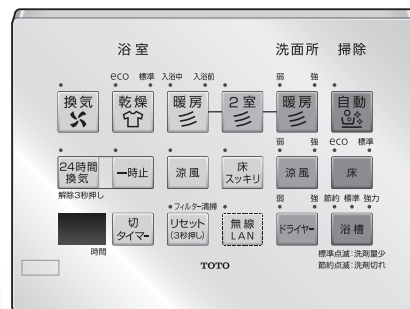 浴室 洗面所 掃除
eco 標準 入浴中 入浴前 弱 強
換気 乾燥 暖房 2室 暖房 自動
弱 強 eco 標準
24時間
換気 一時止 涼風 床
スッキリ 涼風 床
解除3秒押し
弱 強 節約 標準 強力
フィルター清掃
切
タイマー リセット
(3秒押し) 無線
LAN ドライヤー 浴槽
時間
標準点滅:洗剤量少
節約点滅:洗剤切れ
TOTO